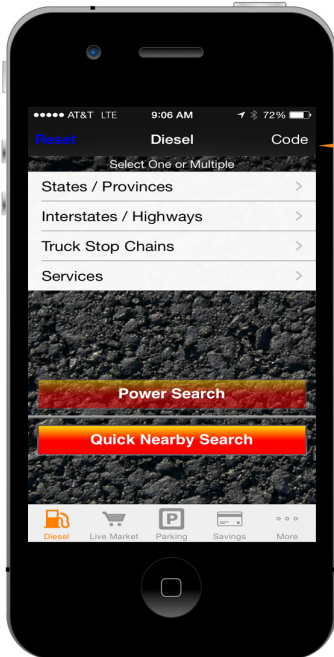 AT&T LTE 9:06 AM 72%
Reset Diesel Code
Select One or Multiple
States / Provinces
Interstates / Highways
Truck Stop Chains
Services
Power Search
Quick Nearby Search
P
Diesel Live Market Parking Savings More